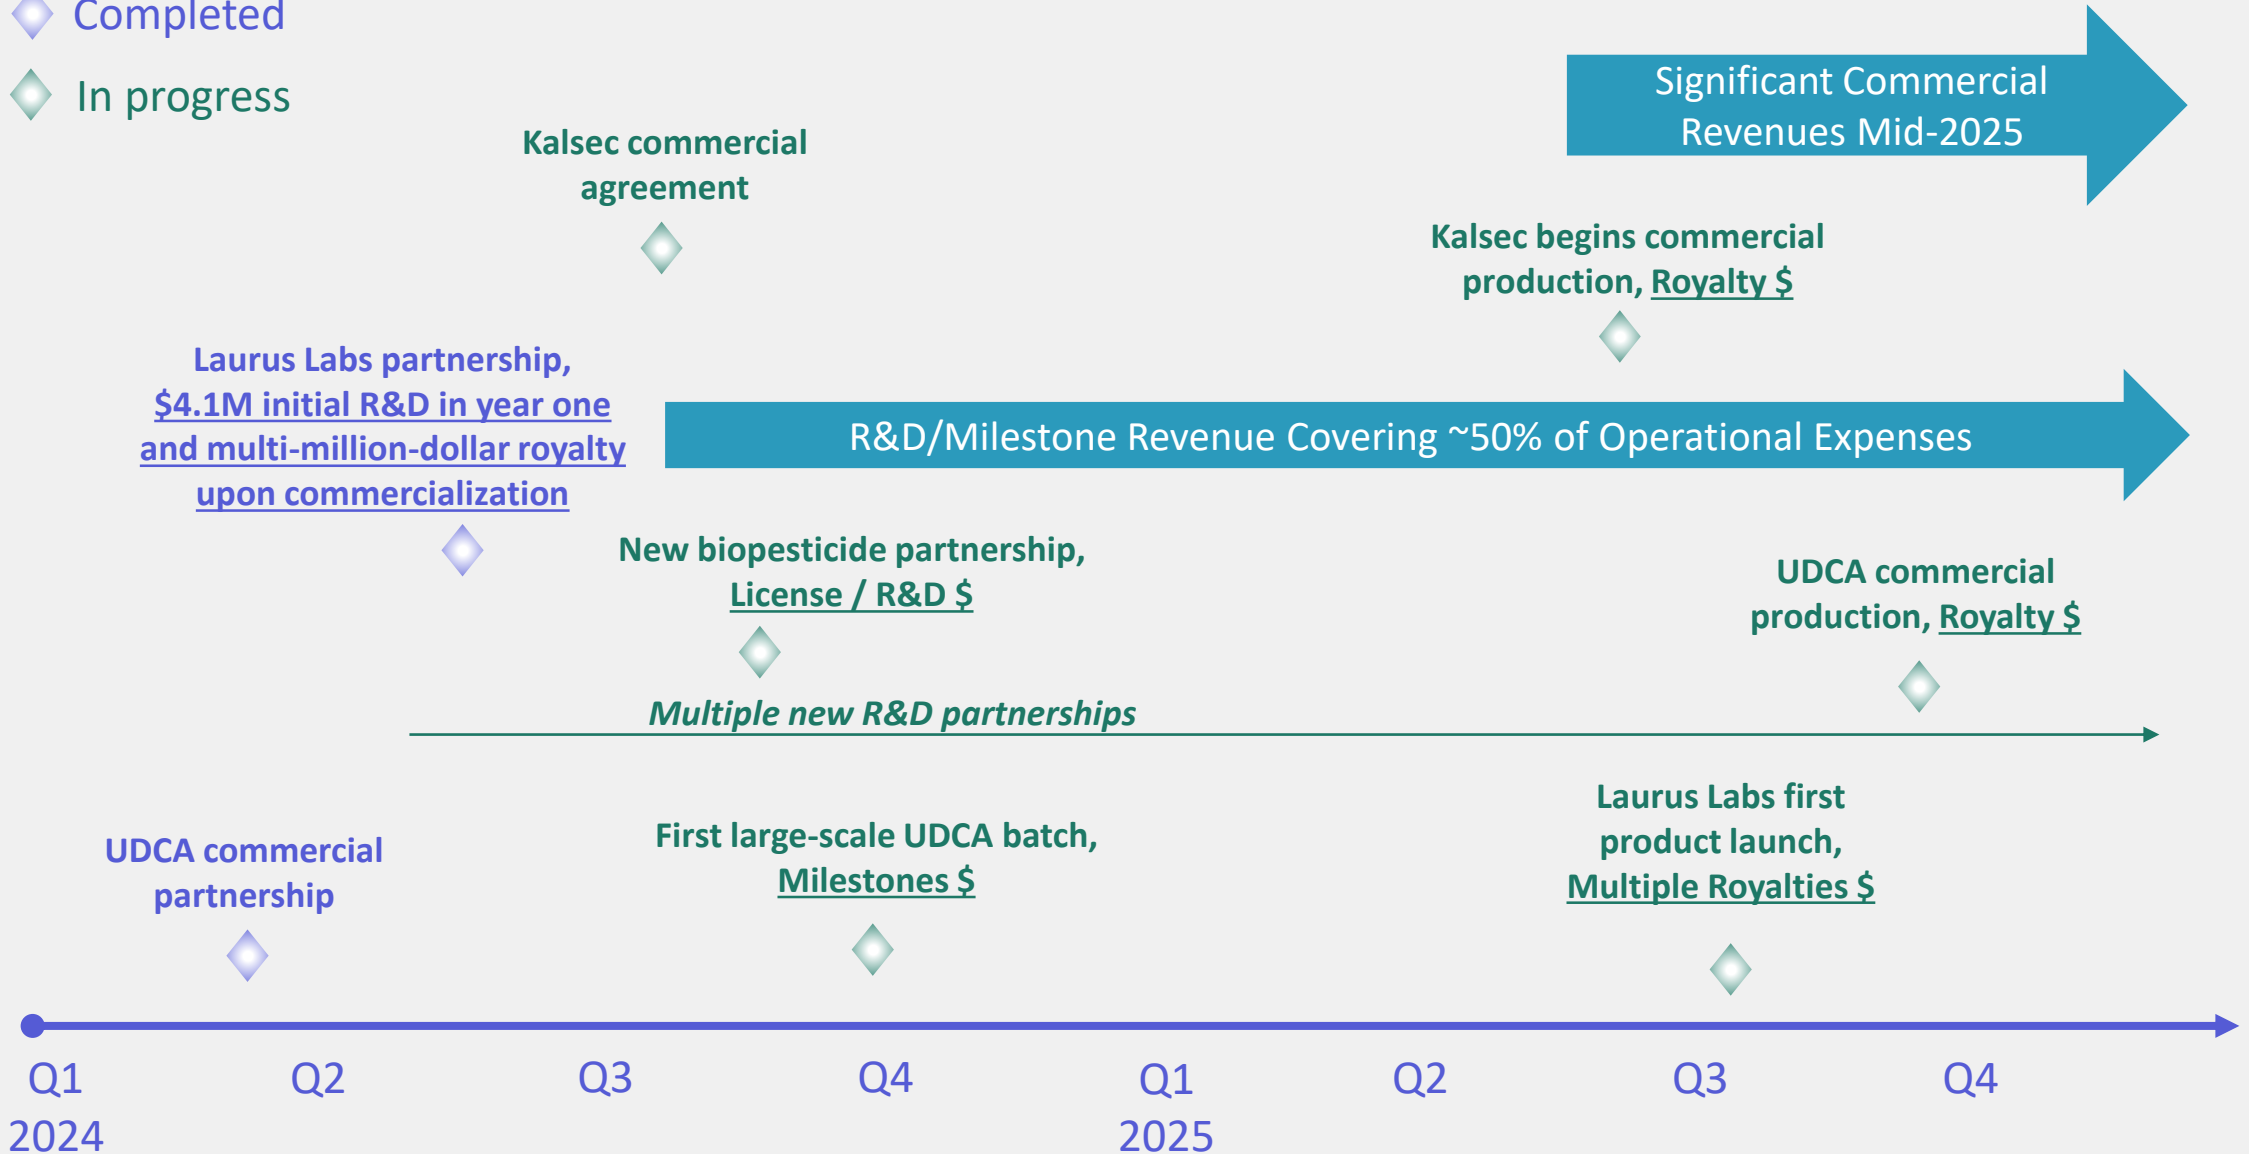 Completed
In progress
Significant Commercial
Revenues Mid-2025
Kalsec commercial
agreement
Kalsec begins commercial
production, Royalty $
Laurus Labs partnership,
$4.1M initial R&D in year one
and multi-million-dollar royalty
upon commercialization
R&D/Milestone Revenue Covering ~50% of Operational Expenses
New biopesticide partnership,
License / R&D $
UDCA commercial
production, Royalty $
Multiple new R&D partnerships
UDCA commercial
partnership
First large-scale UDCA batch,
Milestones $
Laurus Labs first
product launch,
Multiple Royalties $
Q1 Q2 Q3 Q4 Q1 Q2 Q3 Q4
2024 2025